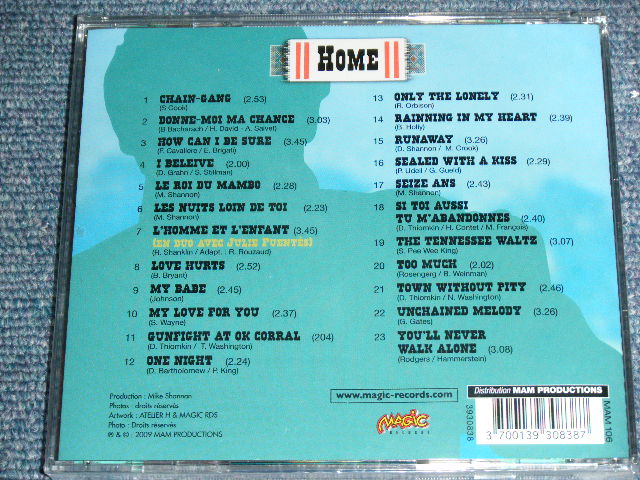 HOME
1 CHAIN-GANG (2.53)
(S Cook)
2 DONNE-MOI MA CHANCE (3.03)
(B Bacharach / H. David - A. Salvet)
3 HOW CAN I BE SURE (3.45)
(F. Cavaliere / E. Brigati)
4 I BELEIVE (2.00)
(D. Grahn / S. Stillman)
5 LE ROI DU MAMBO (2.28)
(M. Shannon)
6 LES NUITS LOIN DE TOI (2.23)
(M. Shannon)
7 L'HOMME ET L'ENFANT (3.45)
(EN DUO AVEC JULIE FUENTÈS)
(R. Shanklin / Adapt. : R. Rouzaud)
8 LOVE HURTS (2.52)
(B. Bryant)
9 MY BABE (2.45)
(Johnson)
10 MY LOVE FOR YOU (2.37)
(S. Wayne)
11 GUNFIGHT AT OK CORRAL (204)
(D. Thiomkin / T. Washington)
12 ONE NIGHT (2.24)
(D. Bartholomew / P. King)
13 ONLY THE LONELY (2.31)
(R. Orbison)
14 RAINNING IN MY HEART (2.39)
(B. Holly)
15 RUNAWAY (3.26)
(D. Shannon / M. Crook)
16 SEALED WITH A KISS (2.29)
(P. Udell / G. Gueld)
17 SEIZE ANS (2.43)
(M. Shannon)
18 SI TOI AUSSI
TU M'ABANDONNES (2.40)
(D. Thiomkin / H. Contet / M. François)
19 THE TENNESSEE WALTZ (3.07)
(S. Pee Wee King)
20 TOO MUCH (2.02)
(Rosengarg / B. Weinman)
21 TOWN WITHOUT PITY (2.46)
(D. Thiomkin / N. Washington)
22 UNCHAINED MELODY (3.26)
(G. Gates)
23 YOU'LL NEVER
WALK ALONE (3.08)
(Rodgers / Hammerstein)
Production : Mike Shannon
Photos : droits réservés
Artwork : ATELIER H & MAGIC RDS
Photo : Droits réservés
℗ & © : 2009 MAM PRODUCTIONS
www.magic-records.com
MAGIC
RECORDS
Distribution MAM PRODUCTIONS
3930838
3 700139 308387
MAM 106